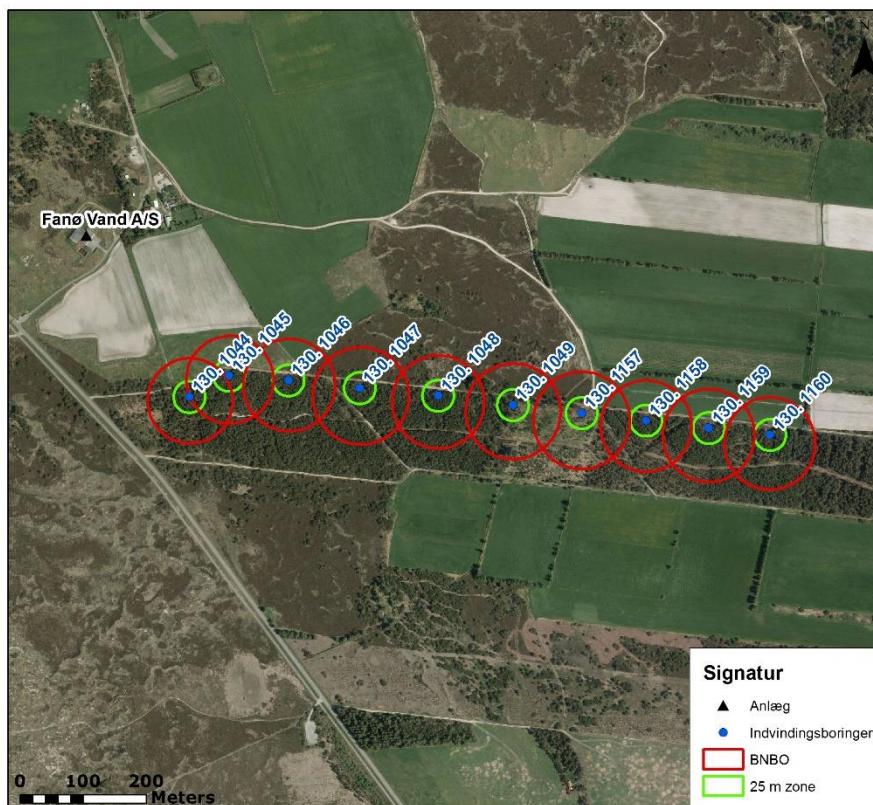 N
Fanø Vand A/S
130. 1044
130. 1045
130. 1046
130. 1047
130. 1048
130. 1049
130. 1157
130. 1158
130. 1159
130. 1160
Signatur
Anlæg
Indvindingsboringer
BNBO
25 m zone
0 100 200
Meters